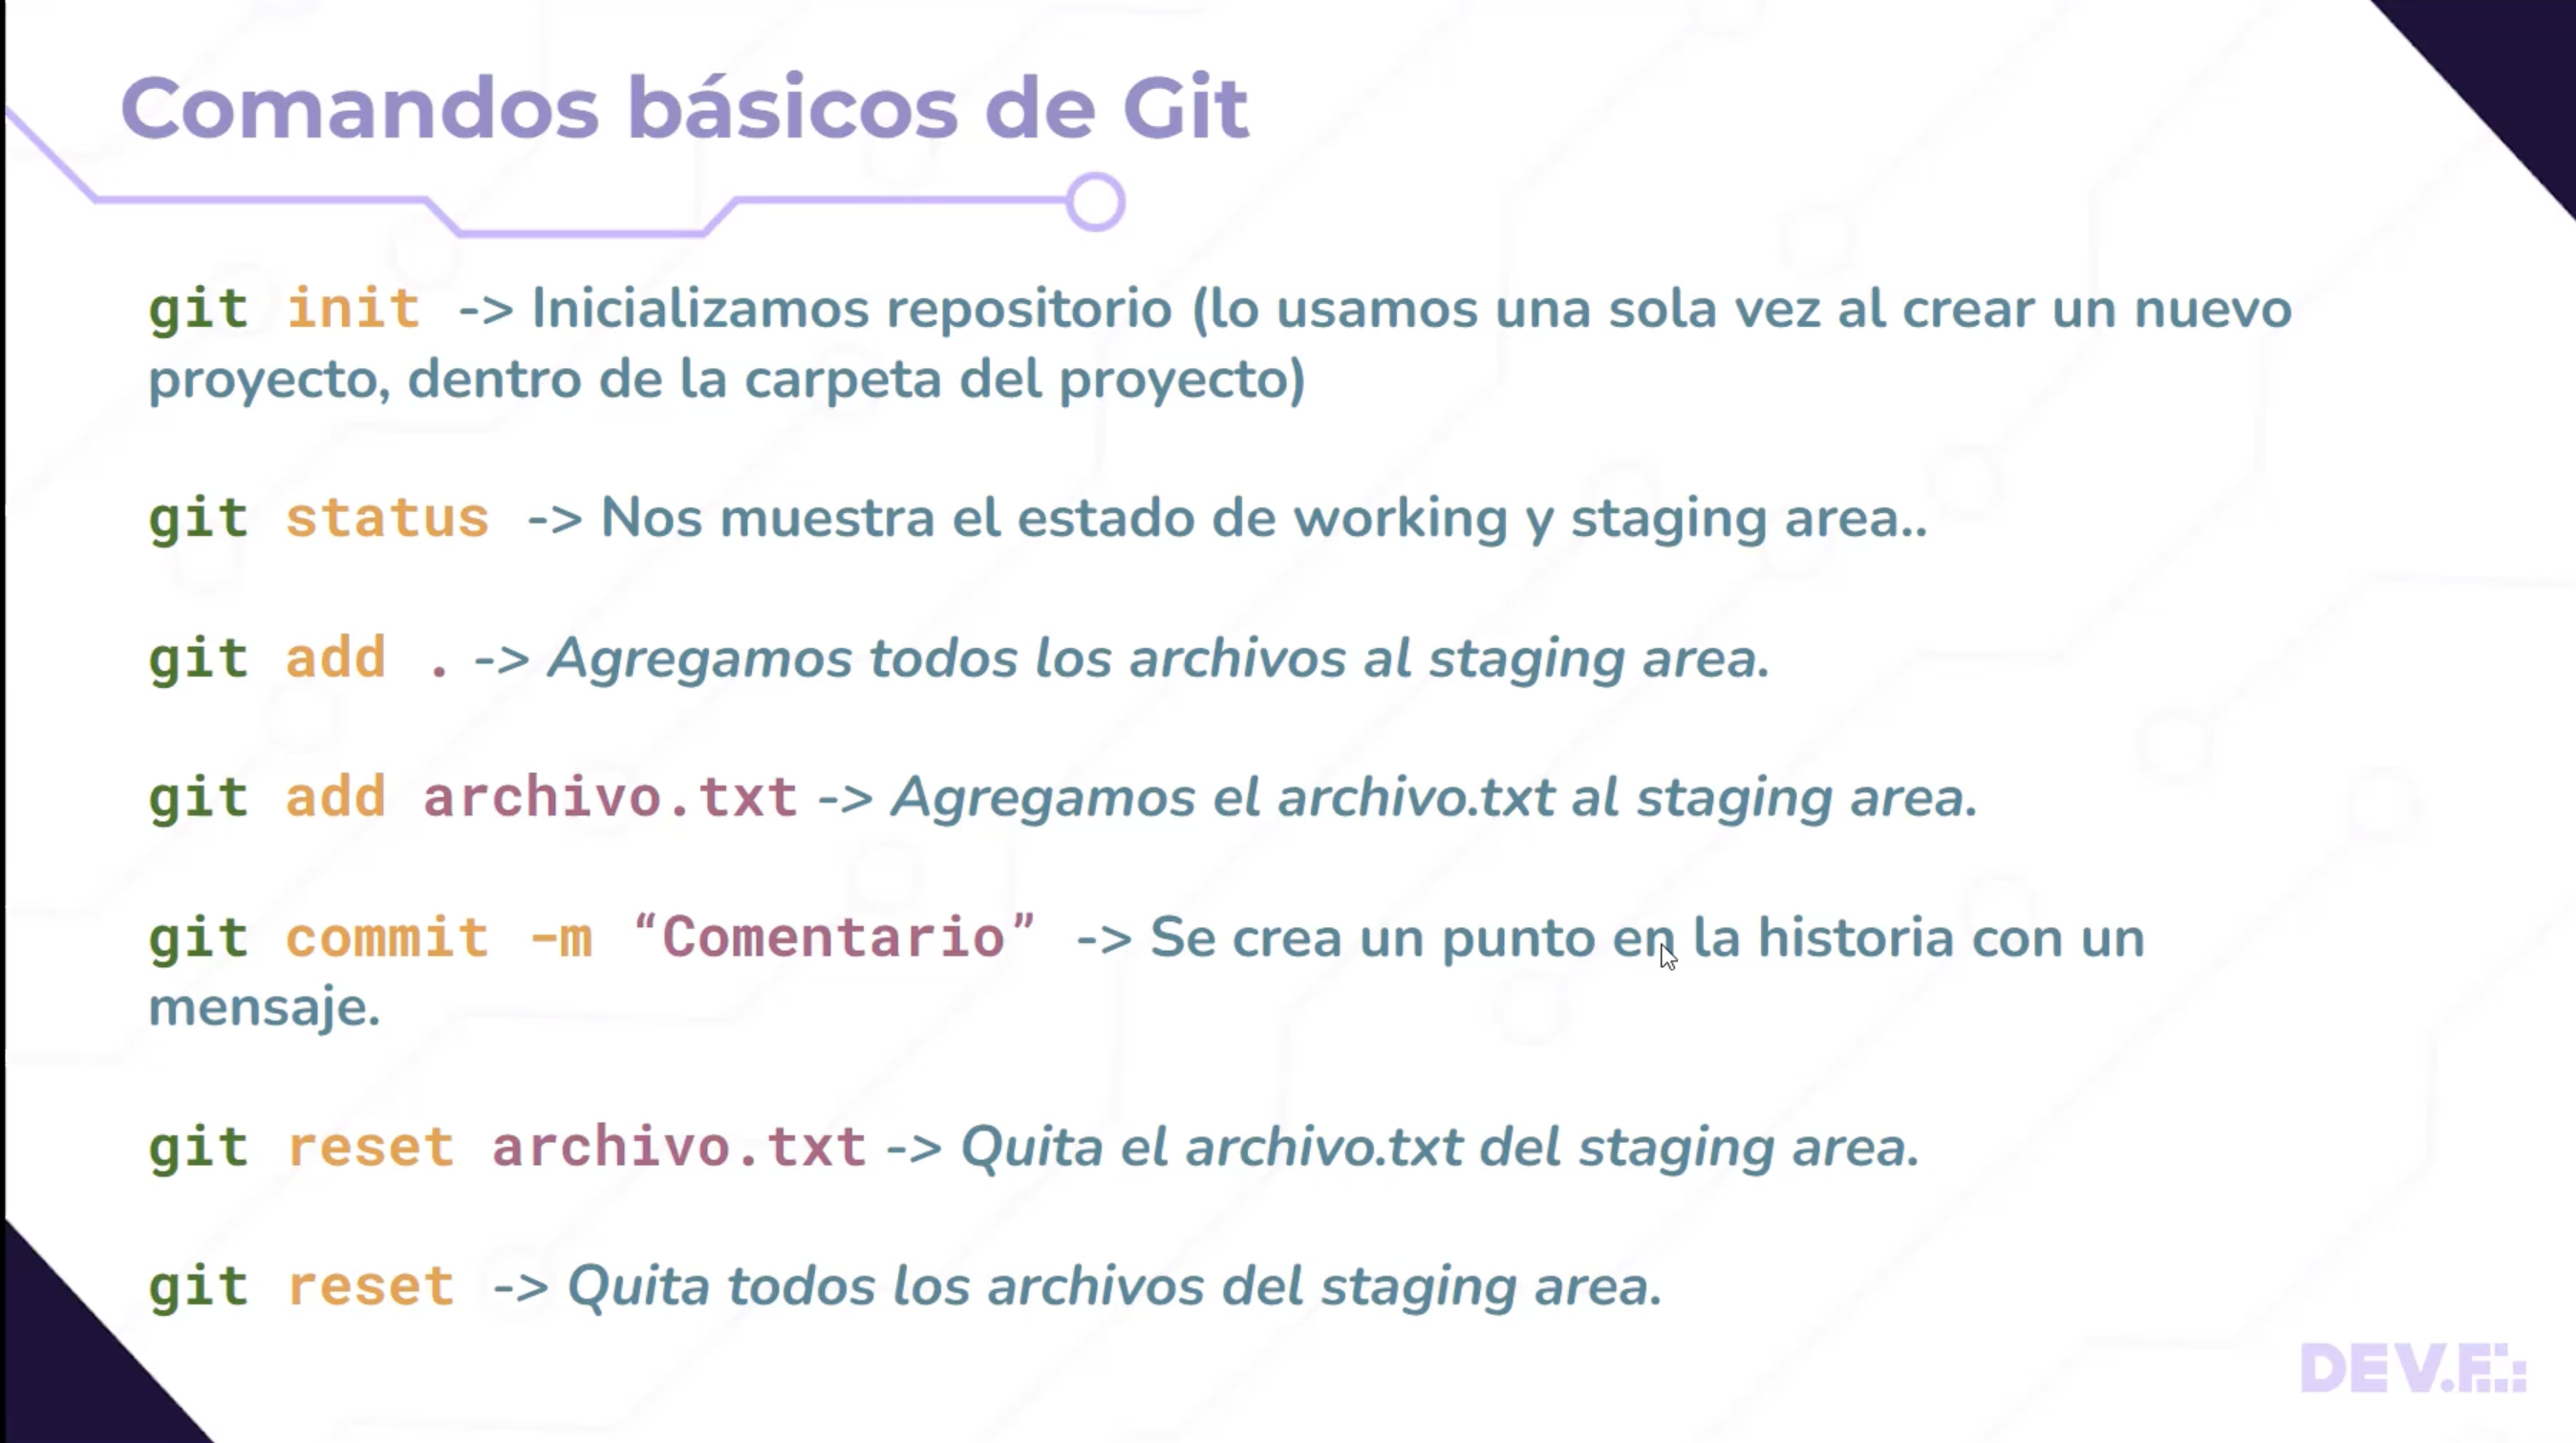 Comandos básicos de Git
git init -> Inicializamos repositorio (lo usamos una sola vez al crear un nuevo
proyecto, dentro de la carpeta del proyecto)
git status -> Nos muestra el estado de working y staging area..
git add . -> Agregamos todos los archivos al staging area.
git add archivo.txt -> Agregamos el archivo.txt al staging area.
git commit -m “Comentario” -> Se crea un punto en la historia con un
mensaje.
git reset archivo.txt -> Quita el archivo.txt del staging area.
git reset -> Quita todos los archivos del staging area.
DEV.F.: